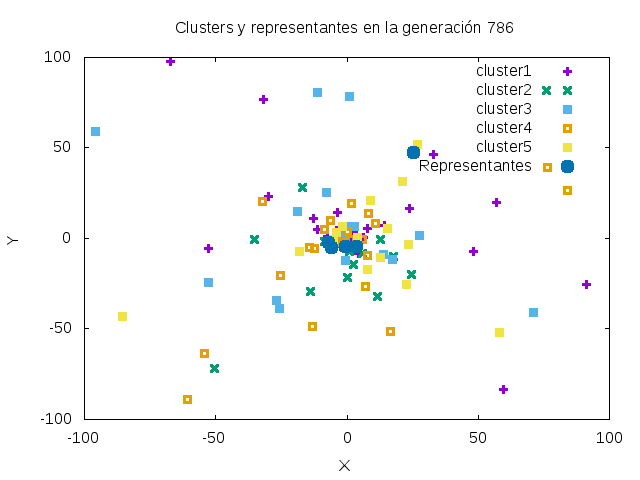 Clusters y representantes en la generación 786
cluster1
cluster2
cluster3
cluster4
cluster5
Representantes
100
50
0
-50
-100
Y
-100
-50
0
50
100
X